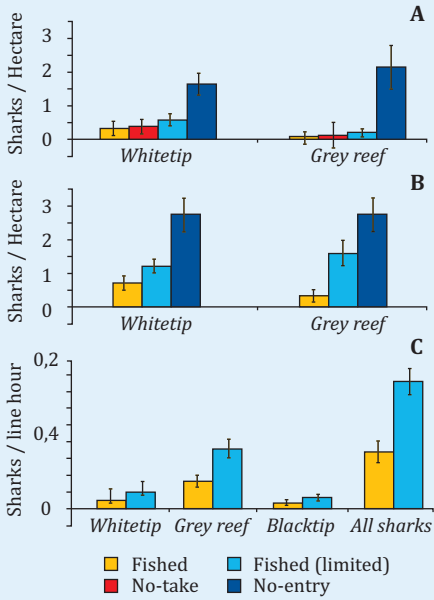 A
Sharks / Hectare
3
2
1
0
Whitetip Grey reef
B
Sharks / Hectare
3
2
1
0
Whitetip Grey reef
C
Sharks / line hour
0,2
0,4
0
Whitetip Grey reef Blacktip All sharks
Fished Fished (limited)
No-take No-entry